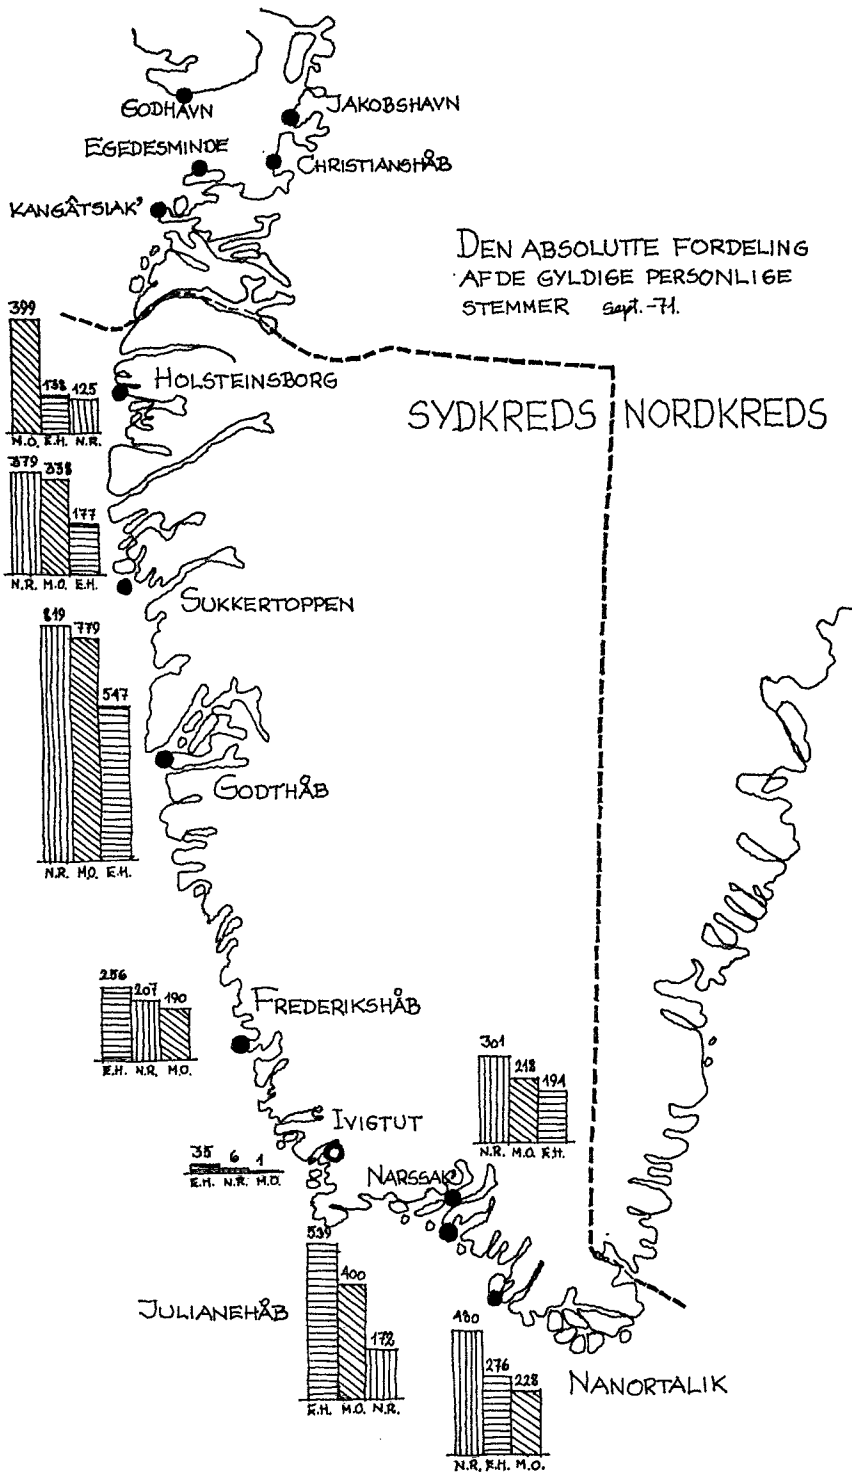 GODHAVN
JAKOBSHAVN
EGEDESMINDE
CHRISTIANSHÅB
KANGÂTSIAK'
DEN ABSOLUTTE FORDELING
AF DE GYLDIGE PERSONLIGE
STEMMER Sept.-71.
399
138 125
M.O. E.H. N.R.
HOLSTEINSBORG
SYDKREDS NORDKREDS
379 338
177
N.R. M.O. E.H.
SUKKERTOPPEN
819
779
547
N.R. M.O. E.H.
GODTHÅB
256 207 190
E.H. N.R. M.O.
FREDERIKSHÅB
301
218
194
N.R. M.O. E.H.
IVIGTUT
35 6 1
E.H. N.R. M.O.
NARSSAK'
539
400
172
E.H. M.O. N.R.
JULIANEHÅB
480
276
228
N.R. E.H. M.O.
NANORTALIK